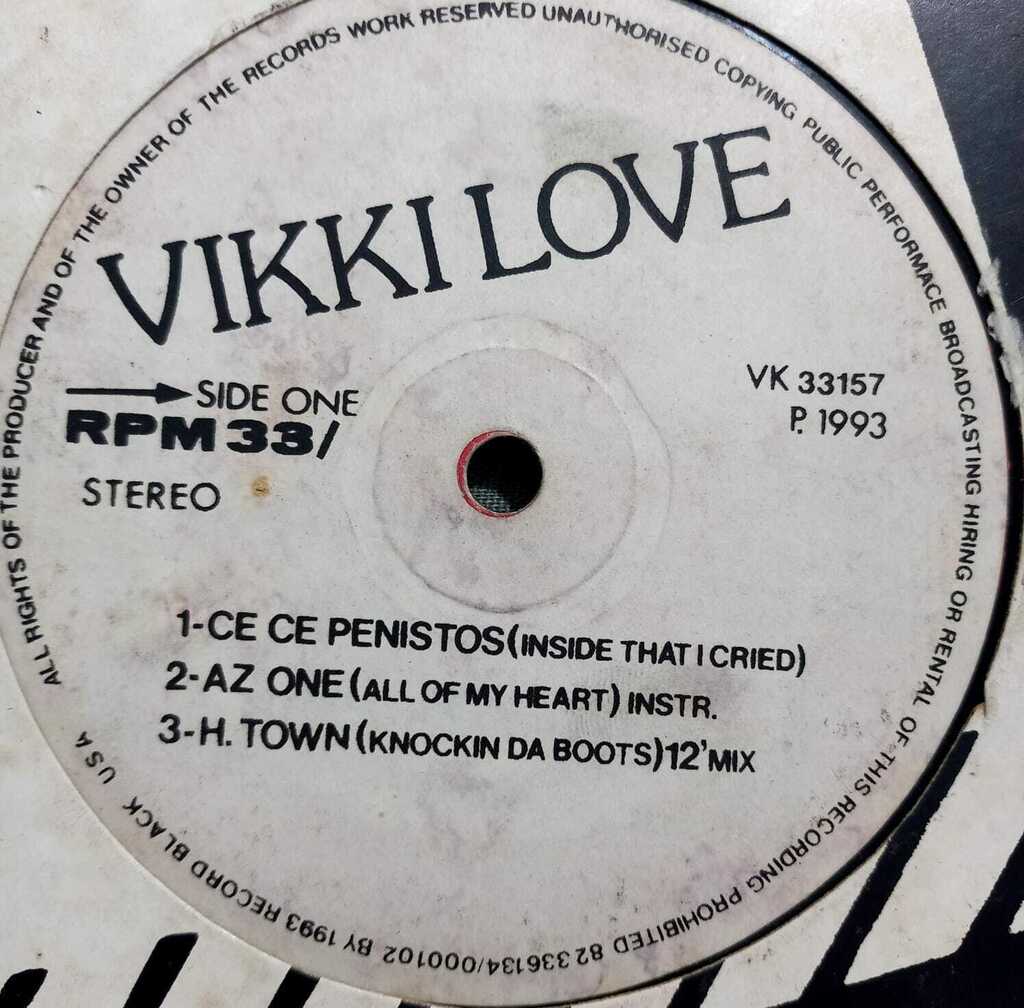 ALL RIGHTS OF THE PRODUCER AND OF THE OWNER OF THE RECORDS WORK RESERVED UNAUTHORISED COPYING PUBLIC PERFORMACE BROADCASTING HIRING OR RENTAL OF THIS RECORDING PROHIBITED 82 336134/000102 BY 1993 RECORD BLACK USA
VIKKI LOVE
SIDE ONE
RPM 33/
STEREO
VK 33157
P. 1993
1-CE CE PENISTOS (INSIDE THAT I CRIED)
2-AZ ONE (ALL OF MY HEART) INSTR.
3-H. TOWN (KNOCKIN DA BOOTS) 12' MIX